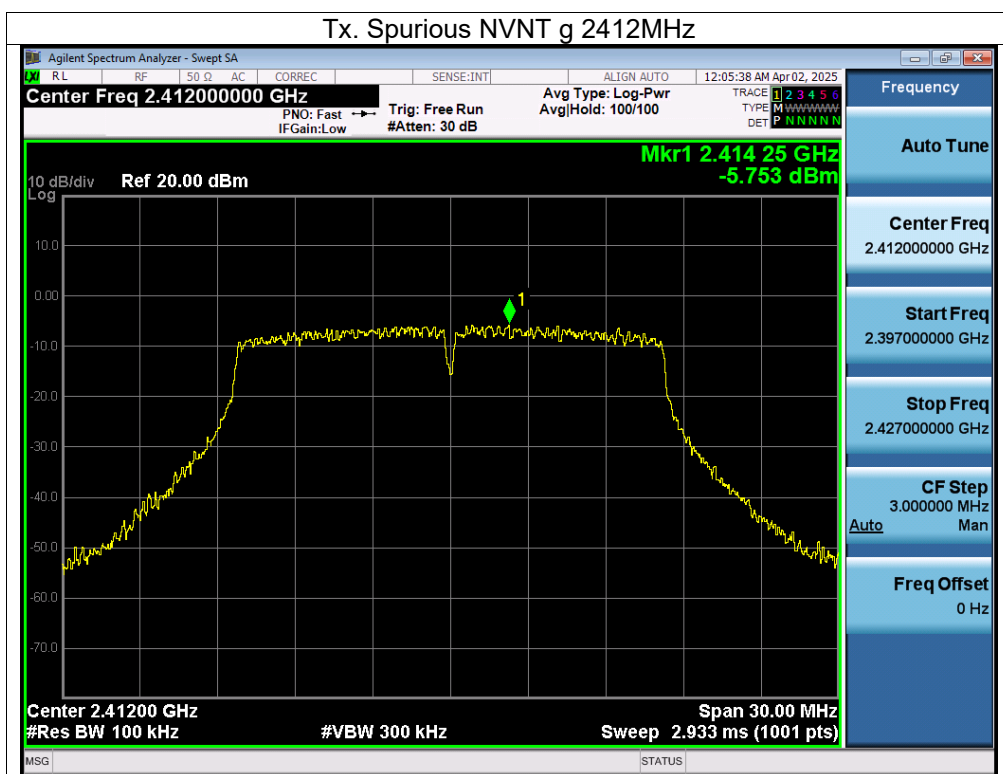 Tx. Spurious NVNT g 2412MHz
Agilent Spectrum Analyzer - Swept SA
LXI RL RF 50 Ω AC CORREC SENSE:INT ALIGN AUTO 12:05:38 AM Apr 02, 2025
Center Freq 2.412000000 GHz
PNO: Fast
IFGain:Low
Trig: Free Run
#Atten: 30 dB
Avg Type: Log-Pwr
Avg|Hold: 100/100
TRACE 1 2 3 4 5 6
TYPE M WWWWW
DET P N N N N N
Mkr1 2.414 25 GHz
-5.753 dBm
10 dB/div Ref 20.00 dBm
Log
10.0
0.00
-10.0
-20.0
-30.0
-40.0
-50.0
-60.0
-70.0
1
Center 2.41200 GHz Span 30.00 MHz
#Res BW 100 kHz #VBW 300 kHz Sweep 2.933 ms (1001 pts)
MSG STATUS
Frequency
Auto Tune
Center Freq
2.412000000 GHz
Start Freq
2.397000000 GHz
Stop Freq
2.427000000 GHz
CF Step
3.000000 MHz
Auto Man
Freq Offset
0 Hz